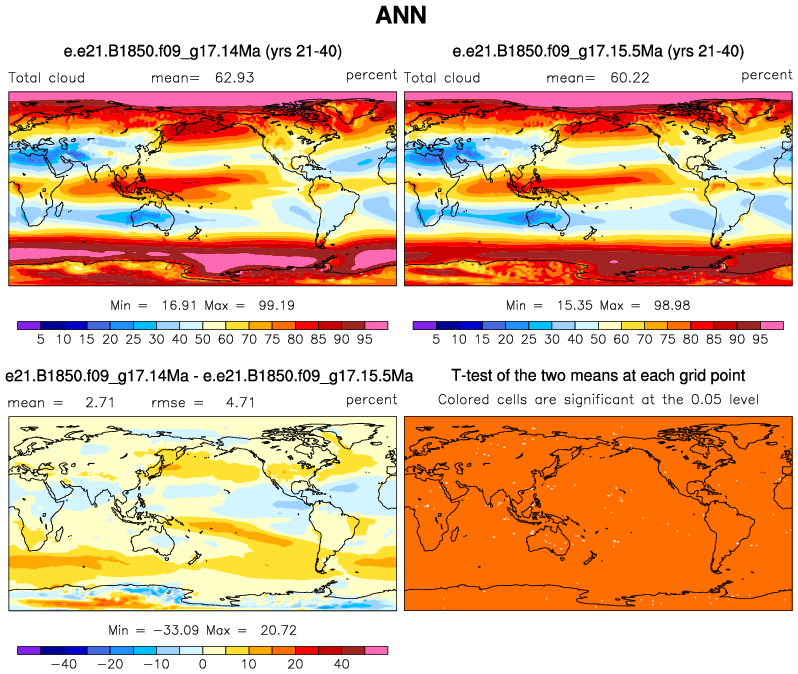 ANN
e.e21.B1850.f09_g17.14Ma (yrs 21-40)
Total cloud mean= 62.93 percent
Min = 16.91 Max = 99.19
5 10 15 20 25 30 40 50 60 70 75 80 85 90 95
e.e21.B1850.f09_g17.15.5Ma (yrs 21-40)
Total cloud mean= 60.22 percent
Min = 15.35 Max = 98.98
5 10 15 20 25 30 40 50 60 70 75 80 85 90 95
e21.B1850.f09_g17.14Ma - e.e21.B1850.f09_g17.15.5Ma
mean = 2.71 rmse = 4.71 percent
Min = -33.09 Max = 20.72
-40 -20 -10 0 10 20 40
T-test of the two means at each grid point
Colored cells are significant at the 0.05 level